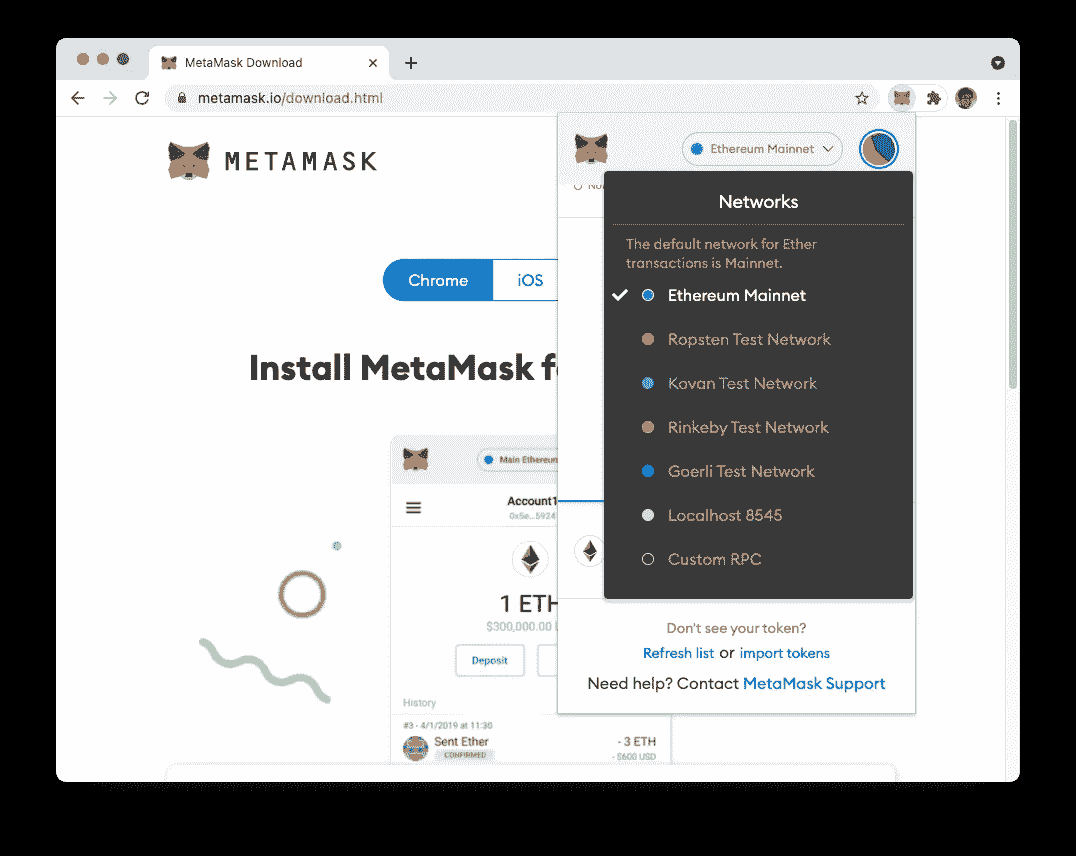 MetaMask Download
metamask.io/download.html
METAMASK
Ethereum Mainnet
Networks
The default network for Ether
transactions is Mainnet.
Ethereum Mainnet
Ropsten Test Network
Kovan Test Network
Rinkeby Test Network
Goerli Test Network
Localhost 8545
Custom RPC
Don't see your token?
Refresh list or import tokens
Need help? Contact MetaMask Support
Chrome
iOS
Install MetaMask
Main
Account1
0x5e...5924
1 ETH
$300,000.00
Deposit
History
#3 - 4/1/2019 at 11:30
Sent Ether
- 3 ETH
CONFIRMED
- $600 USD